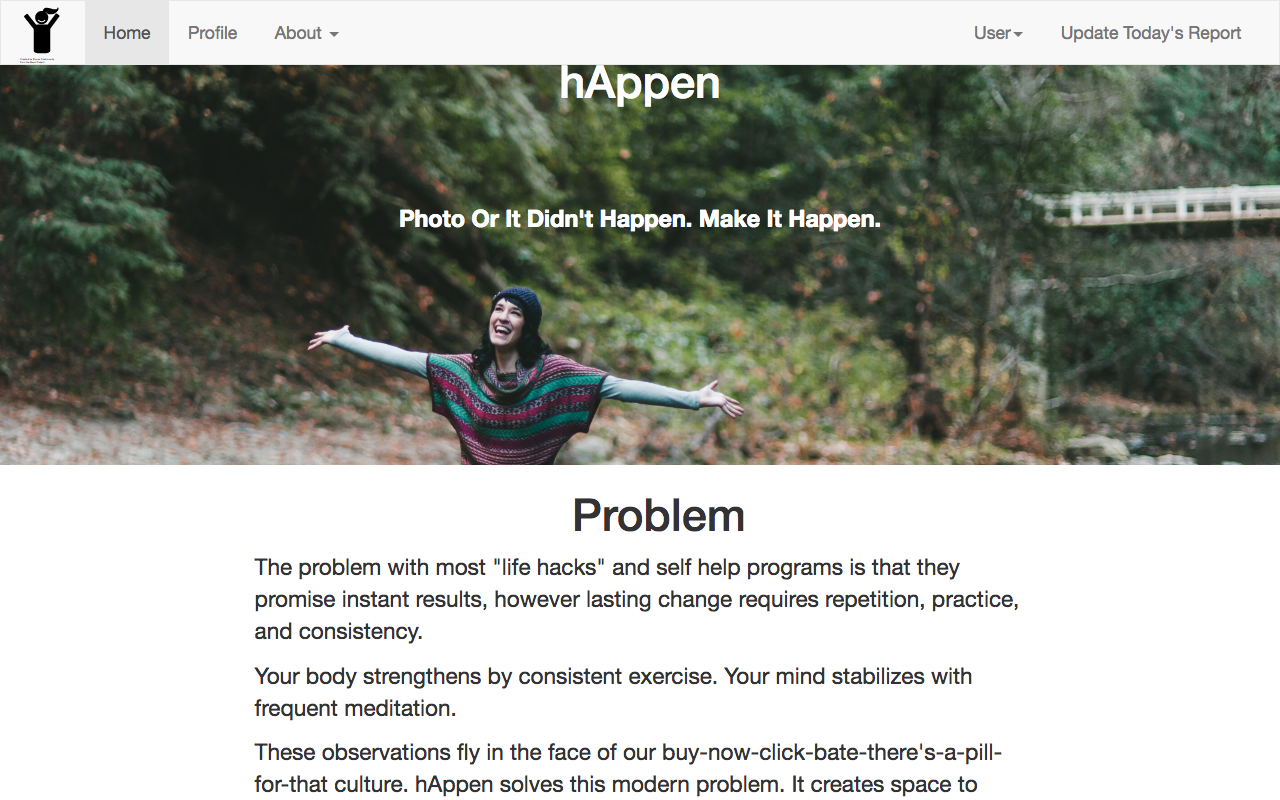 Home Profile About User Update Today's Report
hAppen
Photo Or It Didn't Happen. Make It Happen.
Problem
The problem with most "life hacks" and self help programs is that they
promise instant results, however lasting change requires repetition, practice,
and consistency.
Your body strengthens by consistent exercise. Your mind stabilizes with
frequent meditation.
These observations fly in the face of our buy-now-click-bate-there's-a-pill-
for-that culture. hAppen solves this modern problem. It creates space to